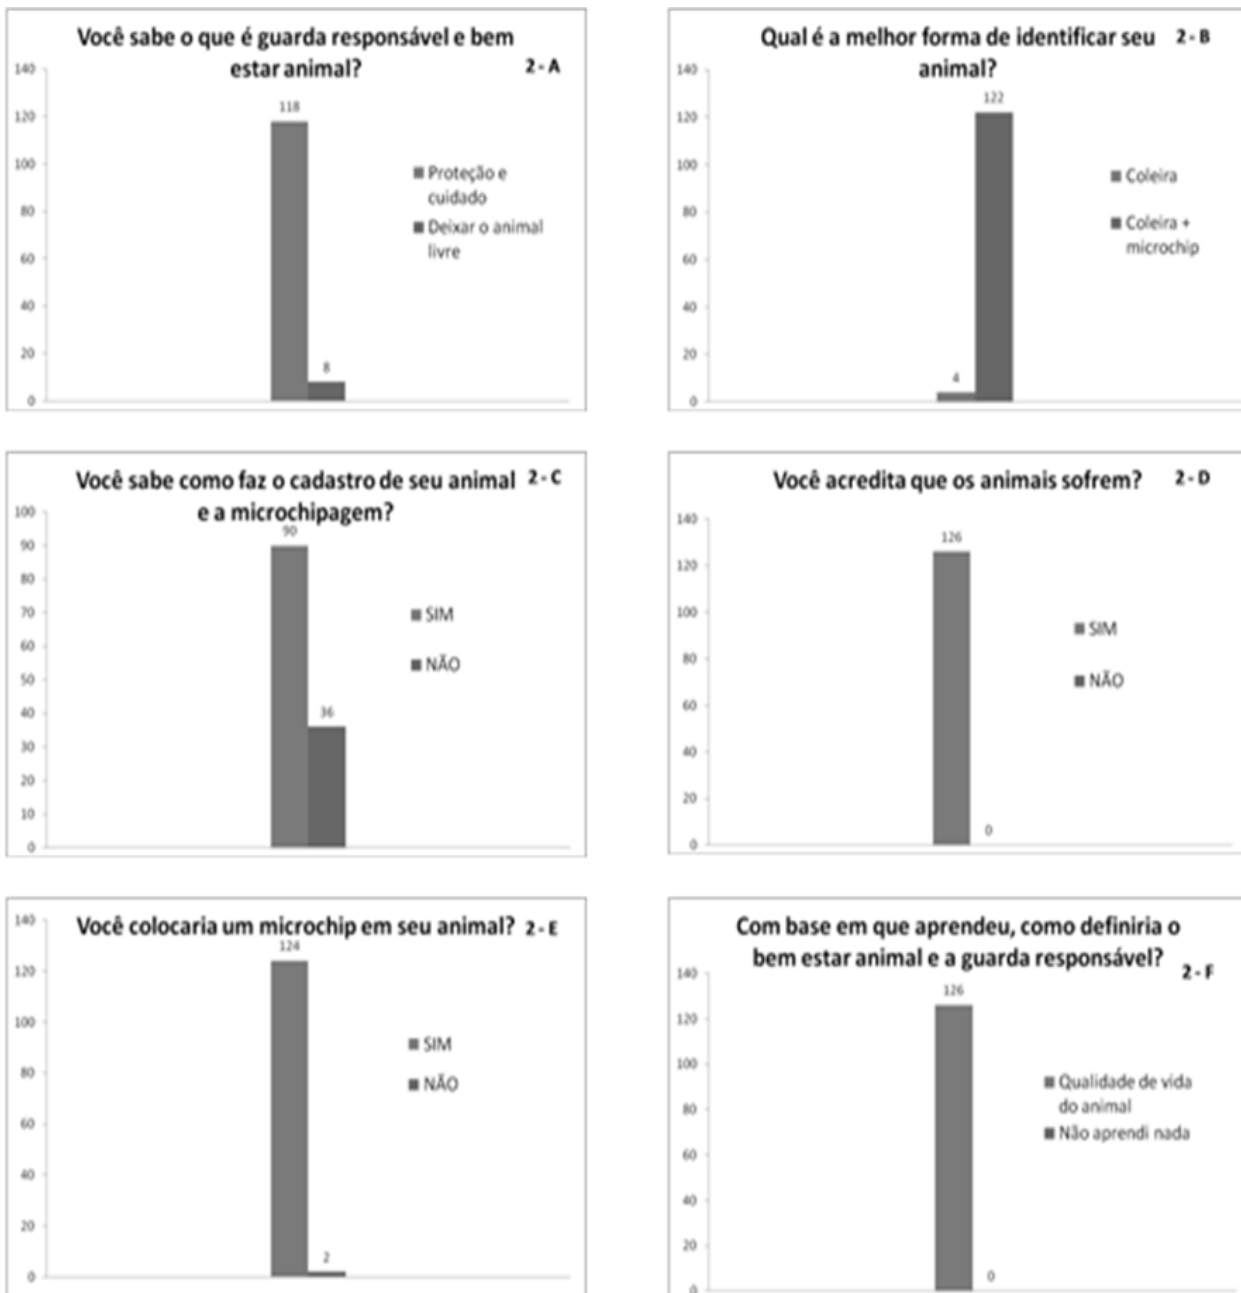 Você sabe o que é guarda responsável e bem
estar animal?
2 - A
140
120
100
80
60
40
20
0
118
8
Proteção e
cuidado
Deixar o animal
livre
Qual é a melhor forma de identificar seu
animal?
2 - B
140
120
100
80
60
40
20
0
4
122
Coleira
Coleira +
microchip
Você sabe como faz o cadastro de seu animal
e a microchipagem?
2 - C
100
90
80
70
60
50
40
30
20
10
0
90
36
SIM
NÃO
Você acredita que os animais sofrem?
2 - D
140
120
100
80
60
40
20
0
126
0
SIM
NÃO
Você colocaria um microchip em seu animal?
2 - E
140
120
100
80
60
40
20
0
124
2
SIM
NÃO
Com base em que aprendeu, como definiria o
bem estar animal e a guarda responsável?
2 - F
140
120
100
80
60
40
20
0
126
0
Qualidade de vida
do animal
Não aprendi nada